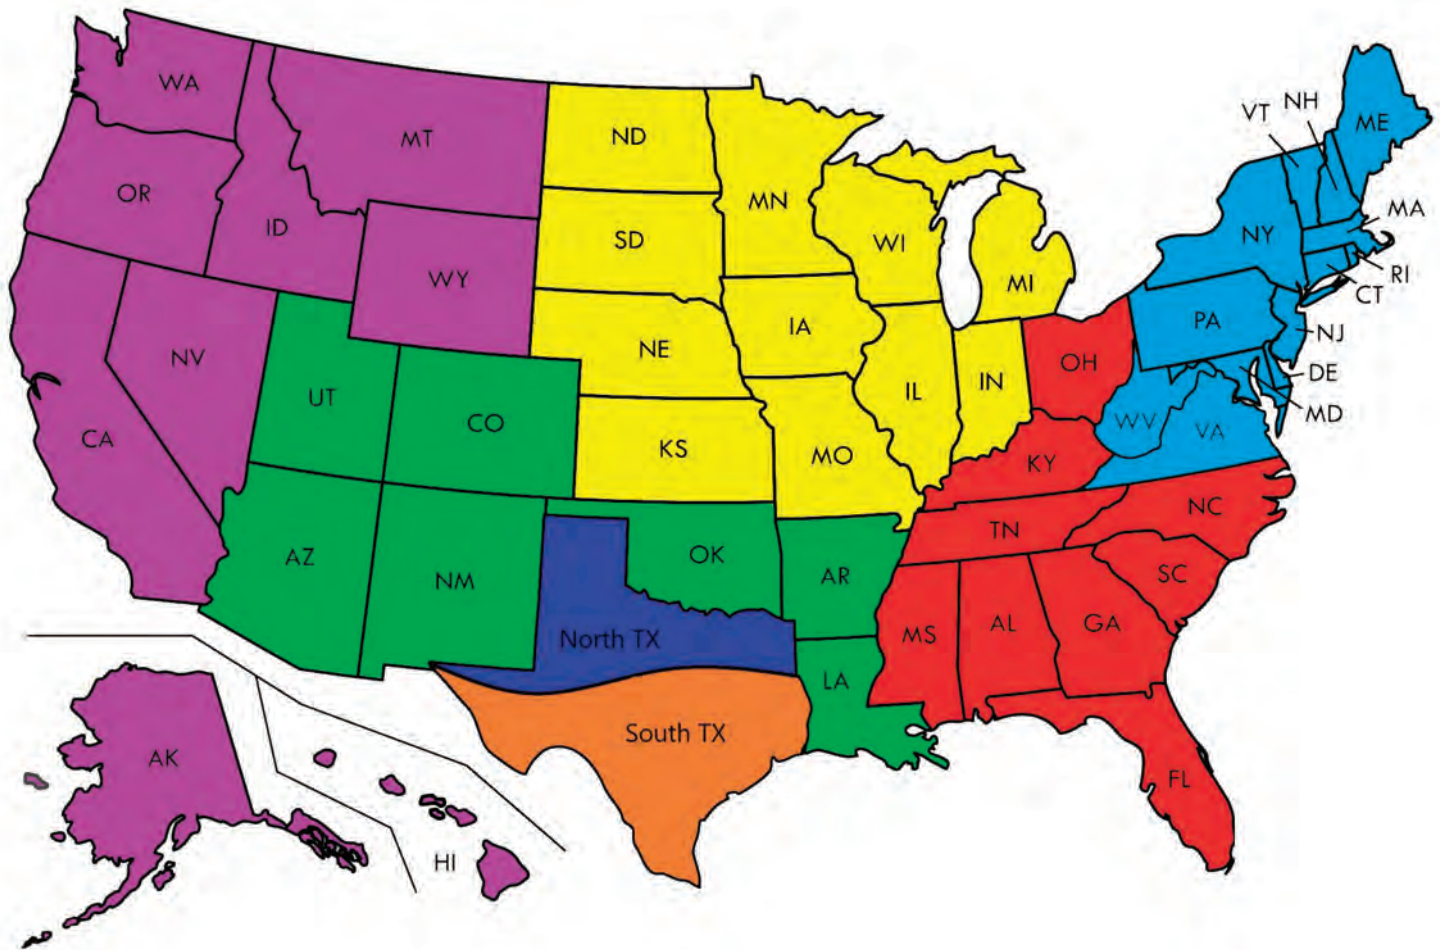 WA
MT
ND
MN
VT
NH
ME
OR
ID
SD
WI
MI
NY
MA
WY
RI
CT
NV
NE
IA
PA
NJ
UT
CO
IL
IN
OH
DE
MD
CA
KS
MO
KY
WV
VA
AZ
NM
OK
AR
TN
NC
SC
North TX
MS
AL
GA
LA
South TX
AK
FL
HI